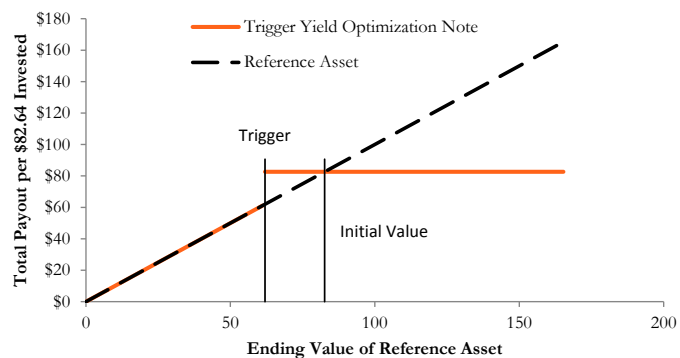 Total Payout per $82.64 Invested
$180
$160
$140
$120
$100
$80
$60
$40
$20
$0
Trigger Yield Optimization Note
Reference Asset
Trigger
Initial Value
0
50
100
150
200
Ending Value of Reference Asset